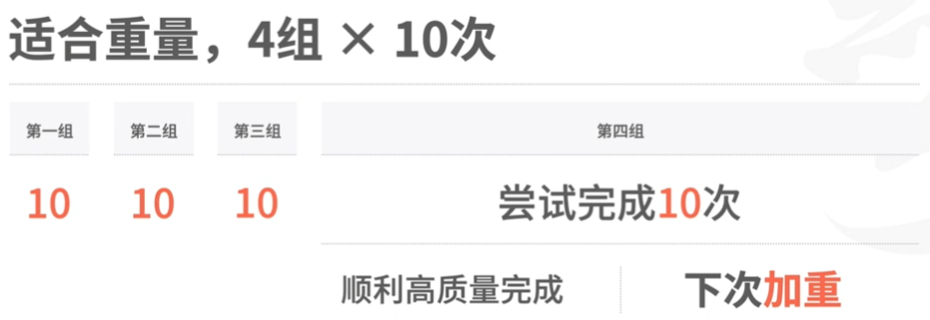 适合重量，4组 × 10次
第一组 第二组 第三组 第四组
10 10 10 尝试完成10次
顺利高质量完成 下次加重